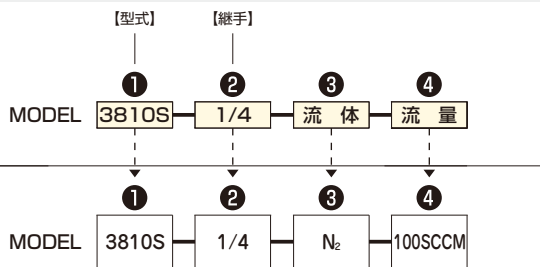 【型式】 【継手】
❶ ❷ ❸ ❹
MODEL 3810S 1/4 流体 流量
❶ ❷ ❸ ❹
MODEL 3810S 1/4 N₂ 100SCCM